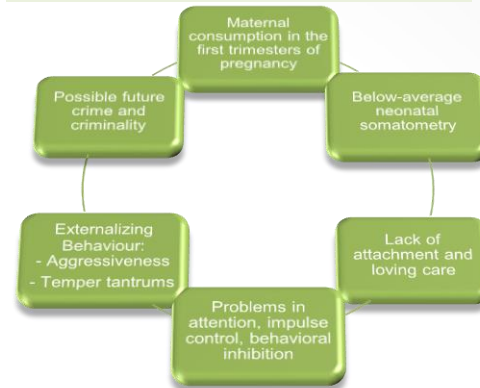 Maternal
consumption in the
first trimesters of
pregnancy
Below-average
neonatal
somatometry
Lack of
attachment and
loving care
Problems in
attention, impulse
control, behavioral
inhibition
Externalizing
Behaviour:
- Aggressiveness
- Temper tantrums
Possible future
crime and
criminality